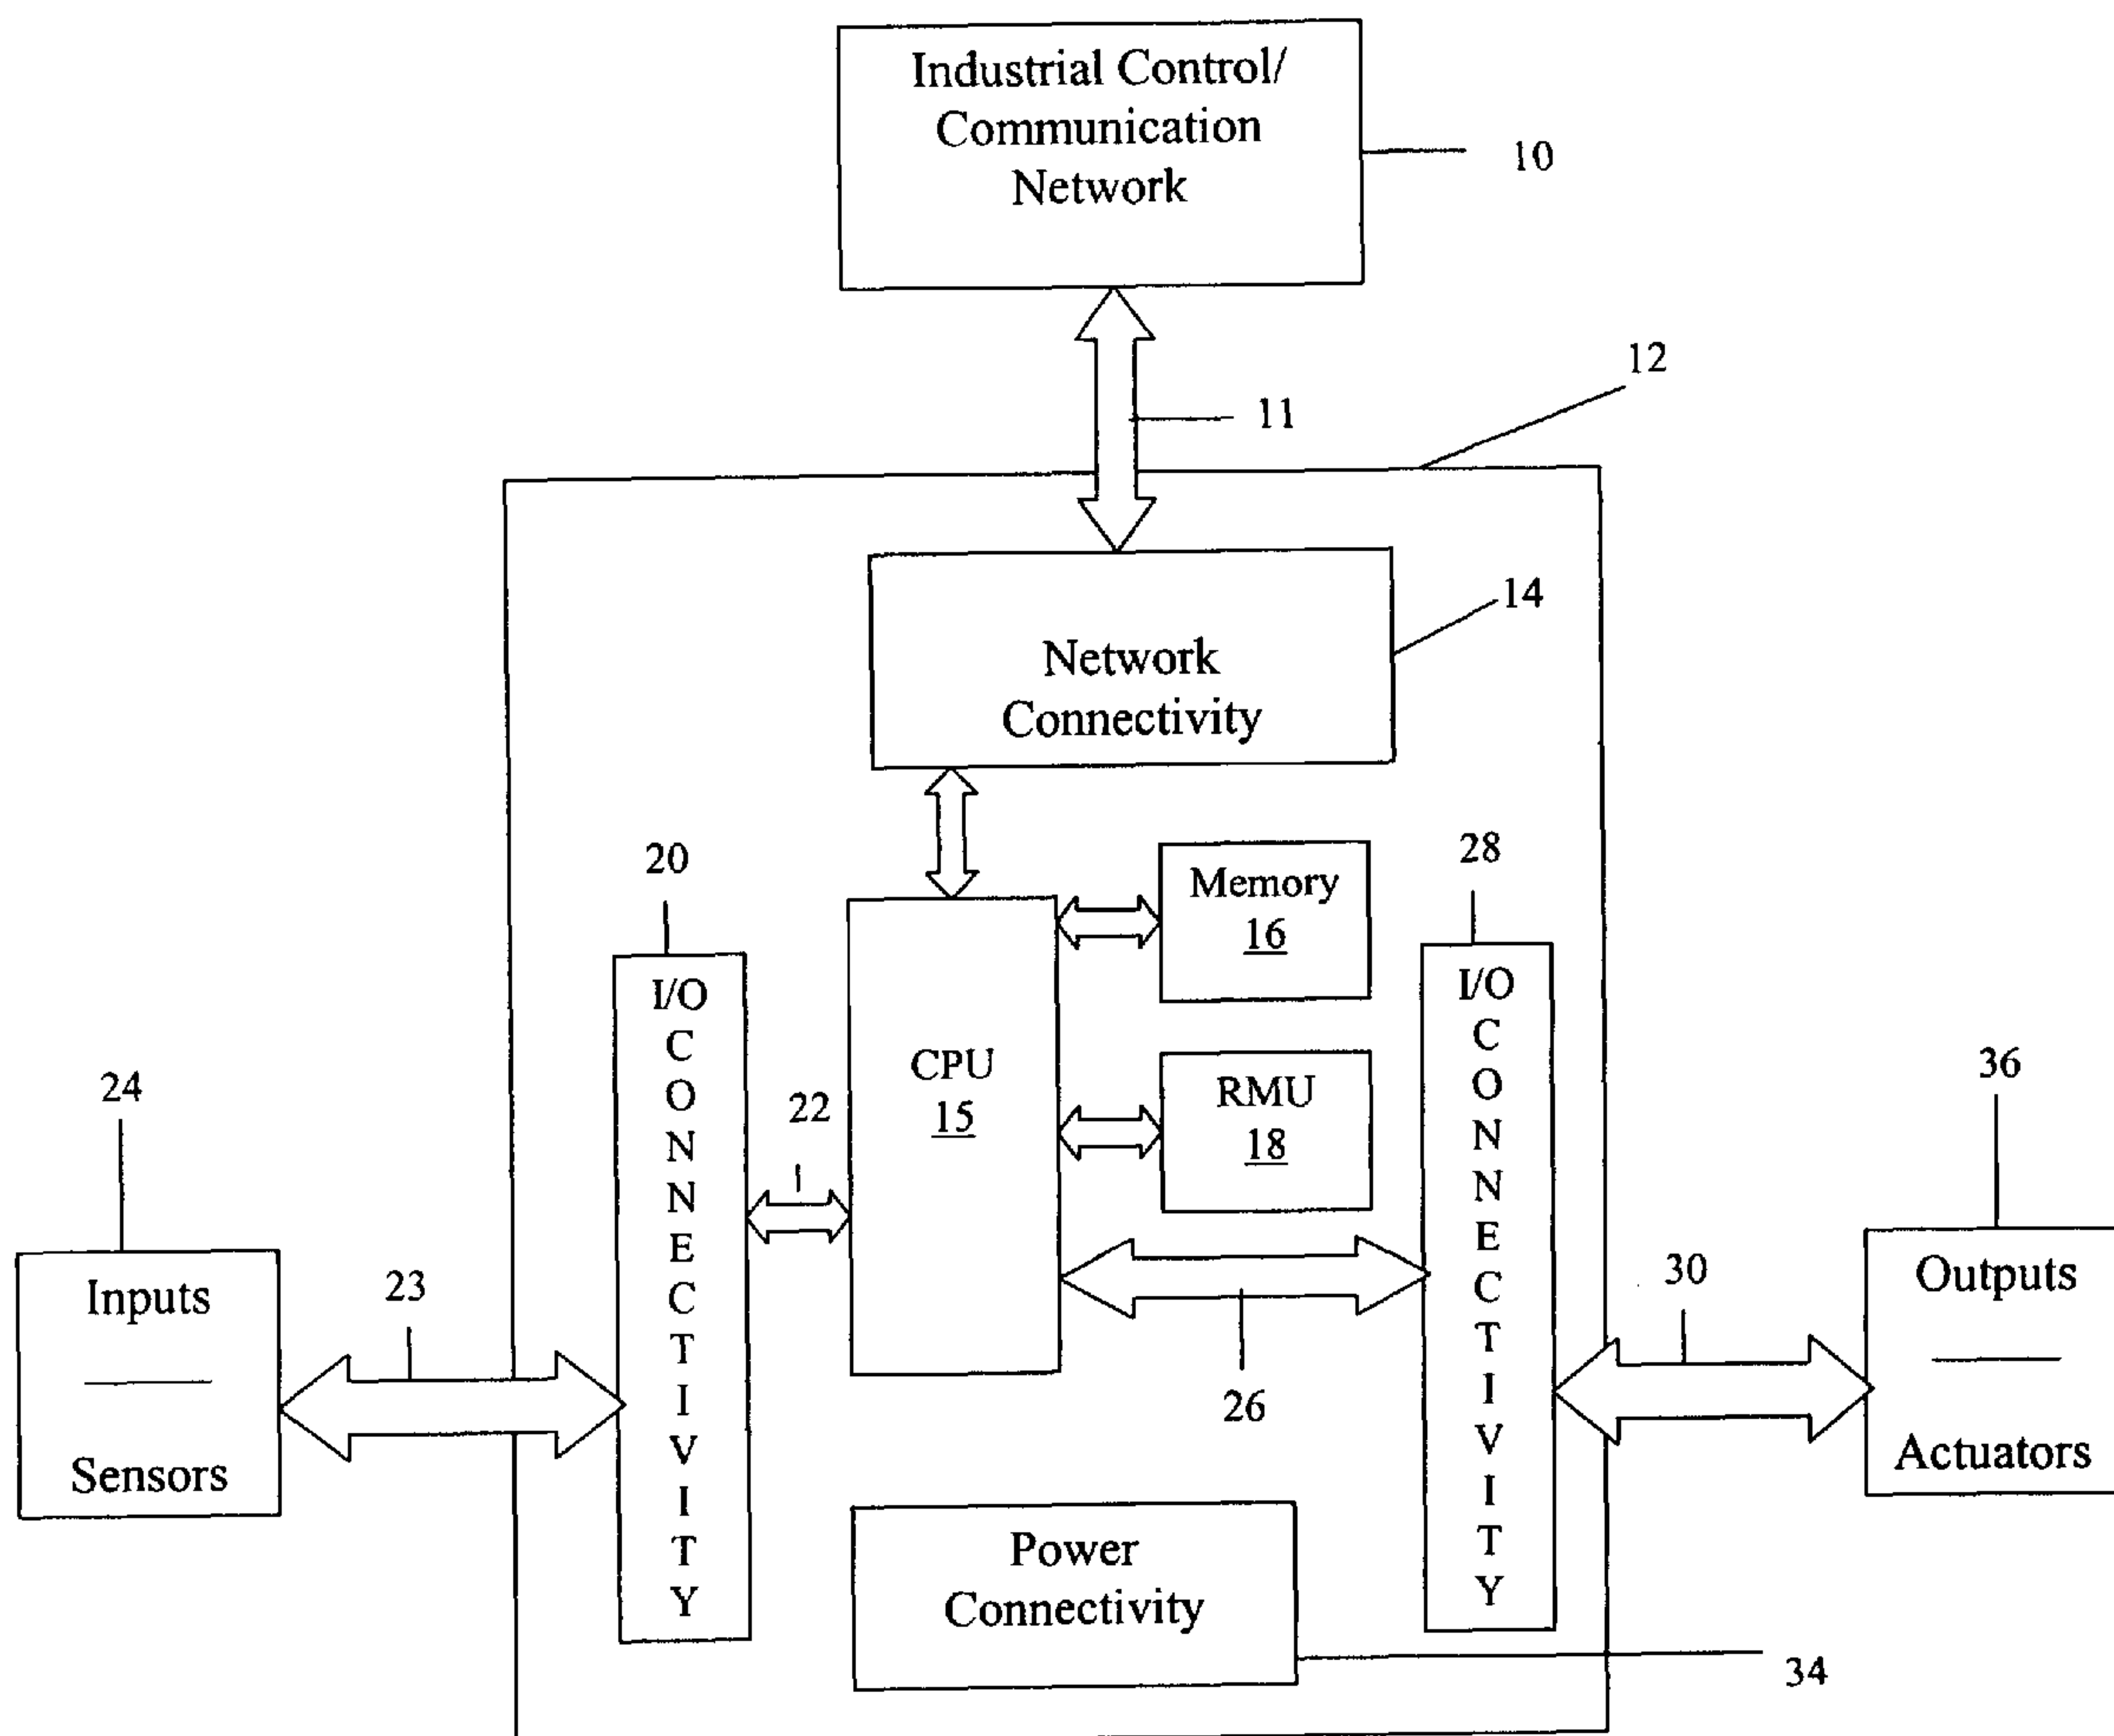 Industrial Control/
Communication
Network
10
12
11
14
Network
Connectivity
20
28
Memory
16
I/O
C
O
N
N
E
C
T
I
V
I
T
Y
CPU
15
RMU
18
I/O
C
O
N
N
E
C
T
I
V
I
T
Y
24
22
36
Inputs
Sensors
23
26
30
Outputs
Actuators
Power
Connectivity
34